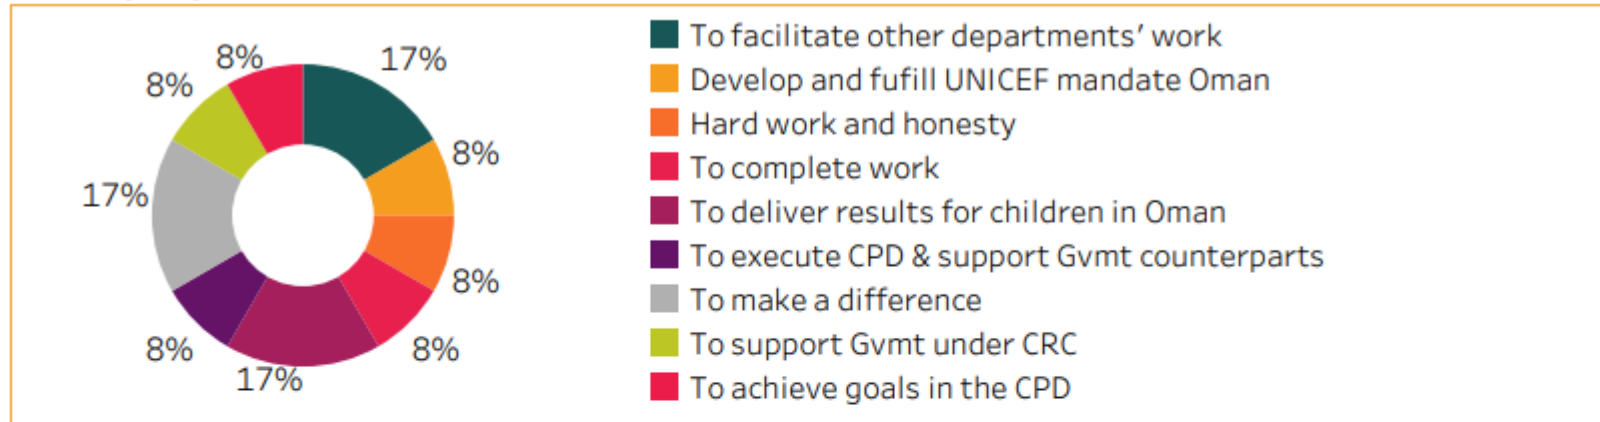 8%
17%
8%
8%
17%
8%
8%
8%
17%
To facilitate other departments' work
Develop and fufill UNICEF mandate Oman
Hard work and honesty
To complete work
To deliver results for children in Oman
To execute CPD & support Gvmt counterparts
To make a difference
To support Gvmt under CRC
To achieve goals in the CPD